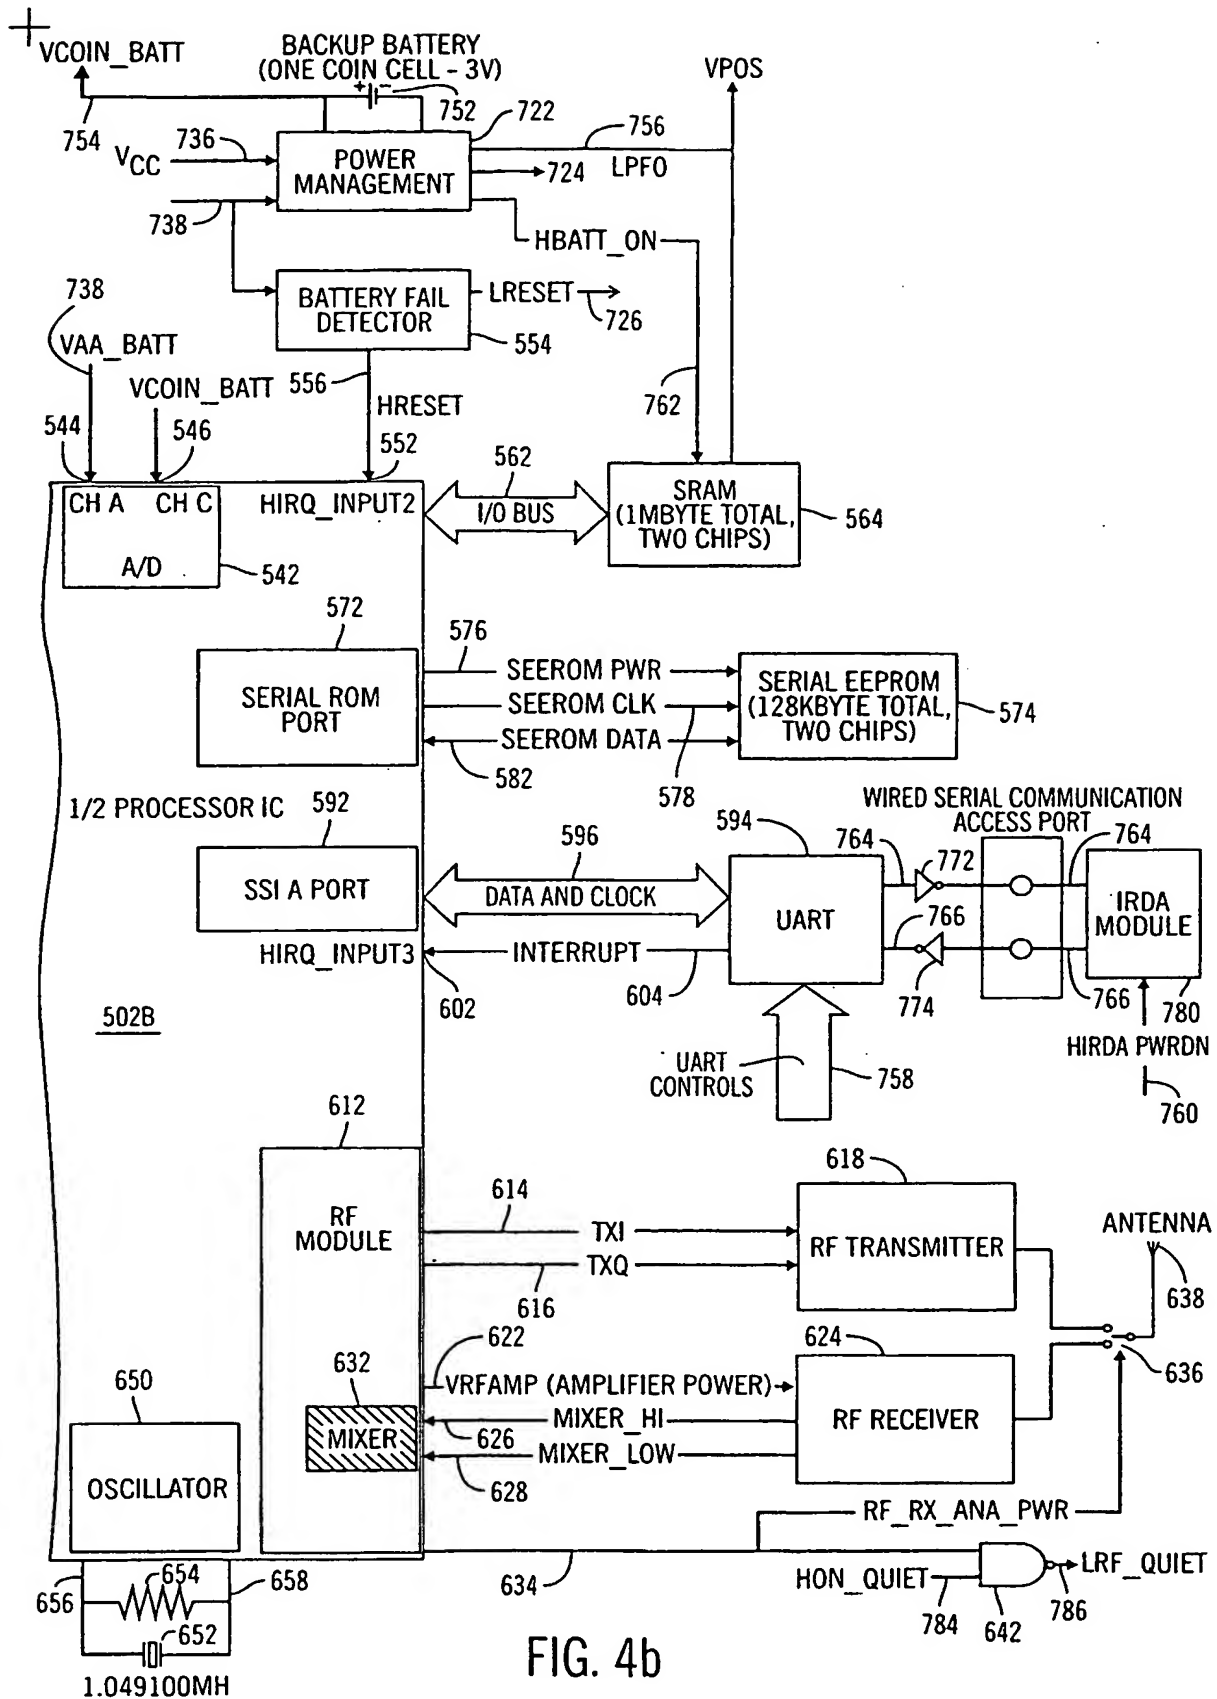 VCOIN_BATT
BACKUP BATTERY
(ONE COIN CELL - 3V)
+ -
752
754
VPOS
722
756
736
VCC
POWER
MANAGEMENT
724
LPFO
738
HBATT_ON
738
BATTERY FAIL
DETECTOR
LRESET
726
554
VAA_BATT
VCOIN_BATT
556
HRESET
762
544
546
552
562
CH A
CH C
HIRQ_INPUT2
I/O BUS
SRAM
(1MBYTE TOTAL,
TWO CHIPS)
564
A/D
542
572
576
SERIAL ROM
PORT
SEEROM PWR
SEEROM CLK
SEEROM DATA
SERIAL EEPROM
(128KBYTE TOTAL,
TWO CHIPS)
574
582
578
1/2 PROCESSOR IC
592
596
594
WIRED SERIAL COMMUNICATION
ACCESS PORT
764
772
764
SSI A PORT
DATA AND CLOCK
UART
IRDA
MODULE
766
HIRQ_INPUT3
INTERRUPT
602
604
774
766
780
502B
HIRDA PWRDN
UART
CONTROLS
758
760
612
618
614
RF
MODULE
TXI
TXQ
RF TRANSMITTER
ANTENNA
616
638
622
624
632
VRFAMP (AMPLIFIER POWER)
636
650
MIXER
MIXER_HI
626
MIXER_LOW
RF RECEIVER
628
OSCILLATOR
RF_RX_ANA_PWR
654
658
656
634
HON_QUIET
LRF_QUIET
784
642
786
652
1.049100MH
FIG. 4b